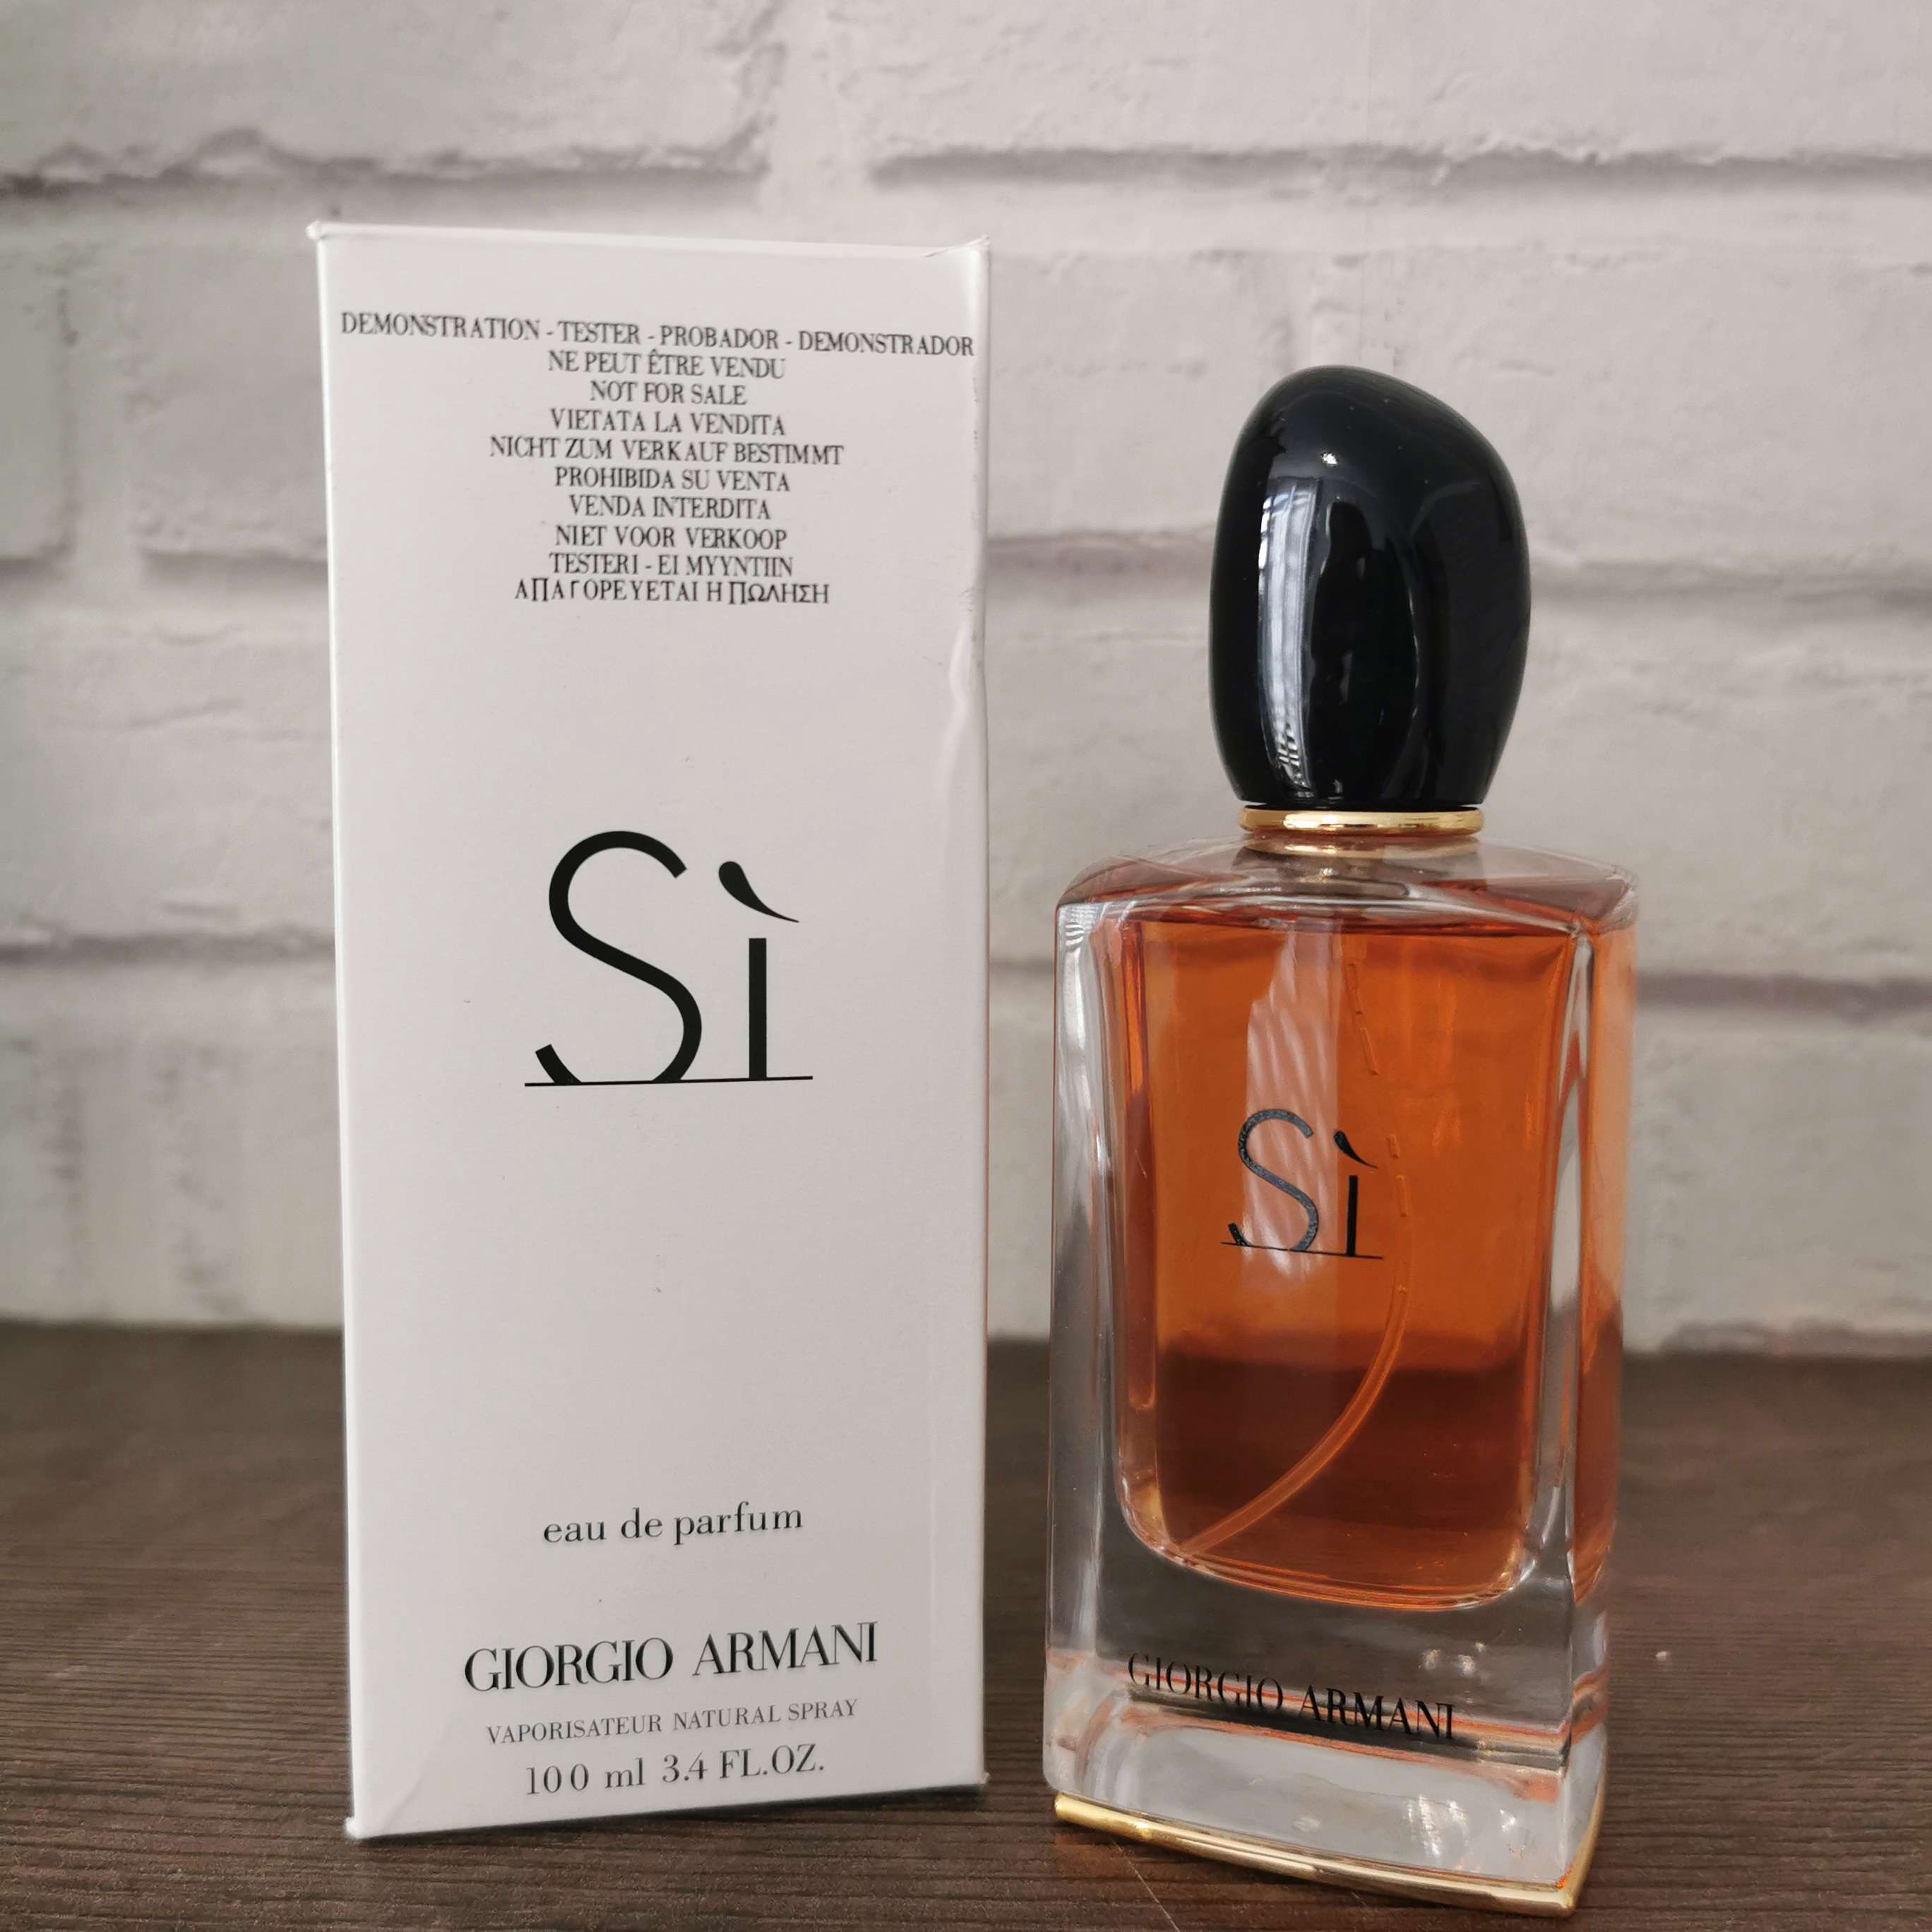 DEMONSTRATION - TESTER - PROBADOR - DEMONSTRADOR
NE PEUT ÊTRE VENDU
NOT FOR SALE
VIETATA LA VENDITA
NICHT ZUM VERKAUF BESTIMMT
PROHIBIDA SU VENTA
VENDA INTERDITA
NIET VOOR VERKOOP
TESTERI - EI MYYNTIIN
ΑΠΑΓΟΡΕΥΕΤΑΙ Η ΠΩΛΗΣΗ
Sì
eau de parfum
GIORGIO ARMANI
VAPORISATEUR NATURAL SPRAY
100 ml 3.4 FL.OZ.
Sì
GIORGIO ARMANI